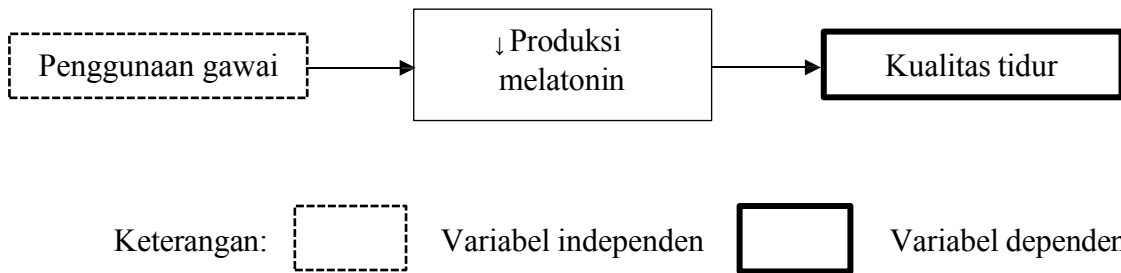 Penggunaan gawai
↓Produksi
melatonin
Kualitas tidur
Keterangan:
Variabel independen
Variabel dependen